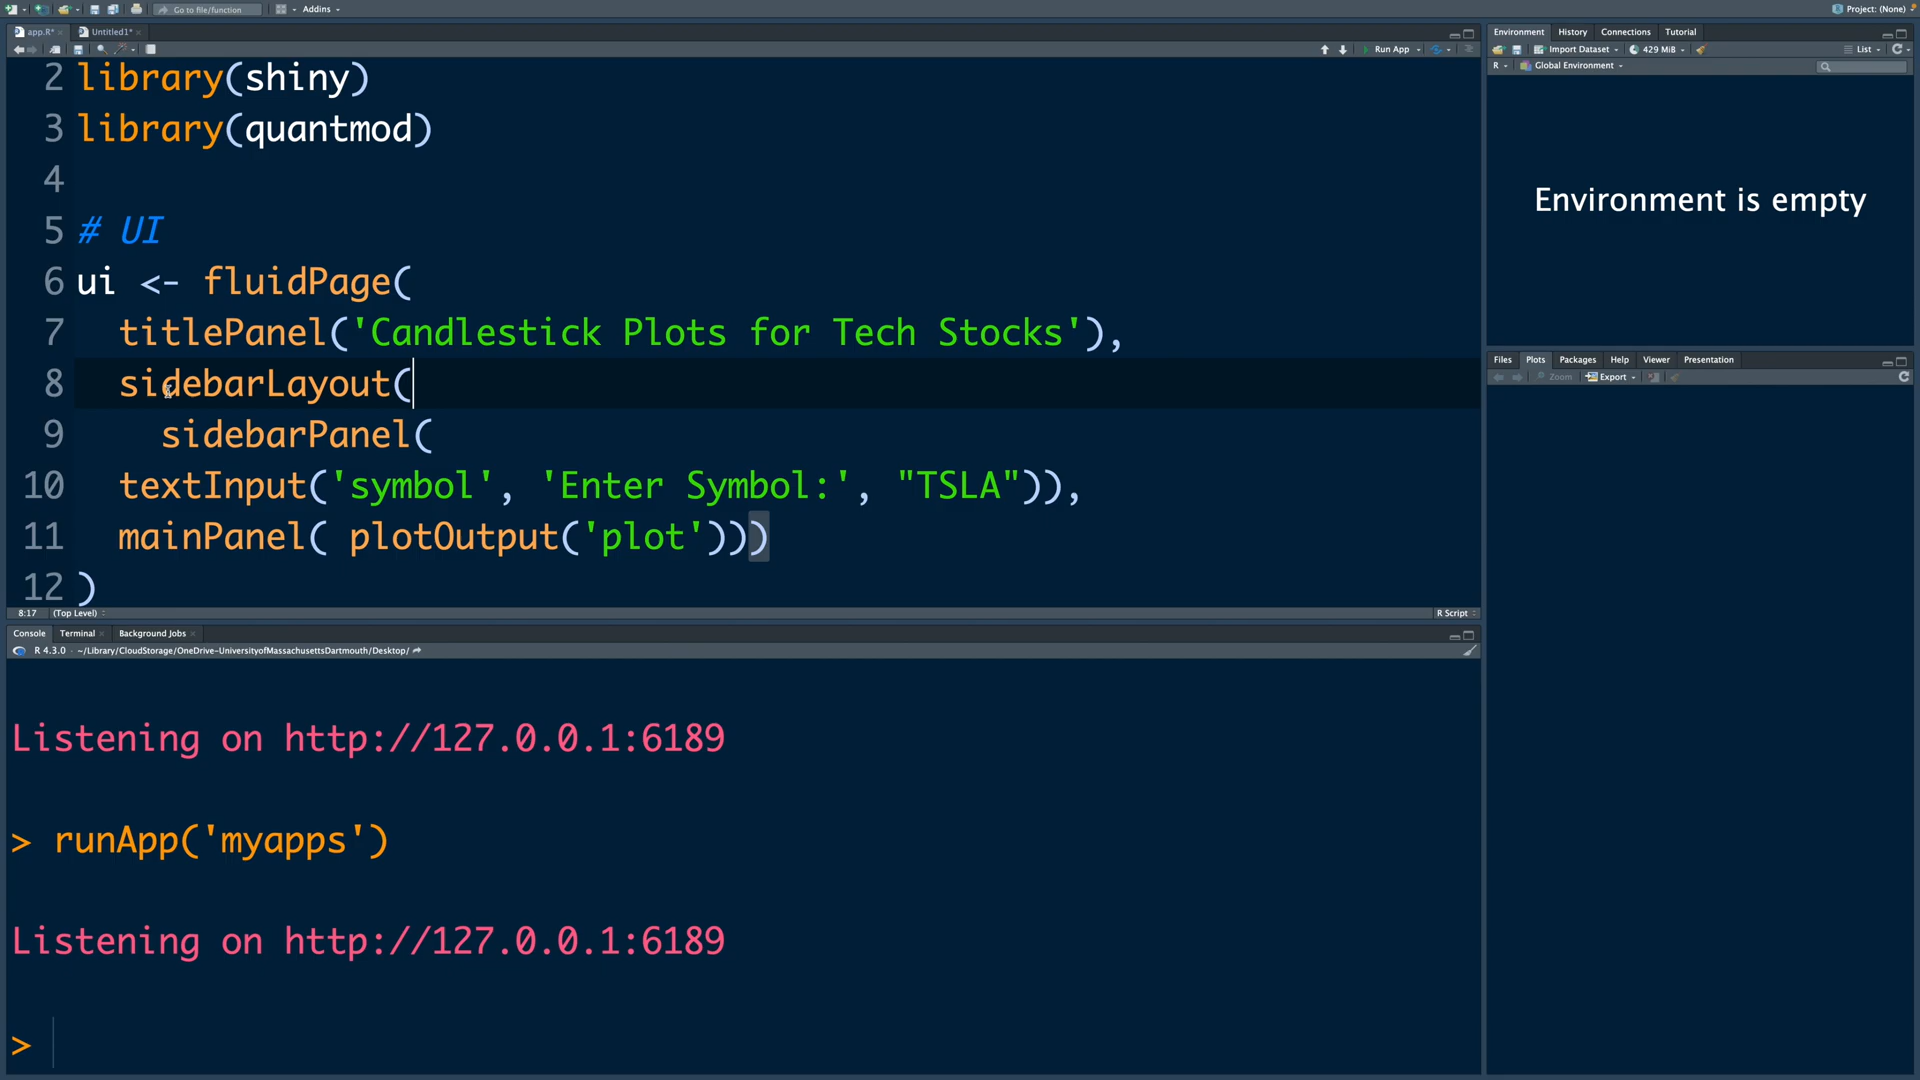 Go to file/function
Addins
Project: (None)
app.R*
Untitled1*
Run App
2 library(shiny)
3 library(quantmod)
4
5 # UI
6 ui <- fluidPage(
7 titlePanel('Candlestick Plots for Tech Stocks'),
8 sidebarLayout(
9 sidebarPanel(
10 textInput('symbol', 'Enter Symbol:', "TSLA")),
11 mainPanel( plotOutput('plot')))
12 )
8:17 (Top Level)
R Script
Console Terminal Background Jobs
R 4.3.0 · ~/Library/CloudStorage/OneDrive-UniversityofMassachusettsDartmouth/Desktop/
Listening on http://127.0.0.1:6189
> runApp('myapps')
Listening on http://127.0.0.1:6189
>
Environment History Connections Tutorial
Import Dataset 429 MiB List
R Global Environment
Environment is empty
Files Plots Packages Help Viewer Presentation
Zoom Export